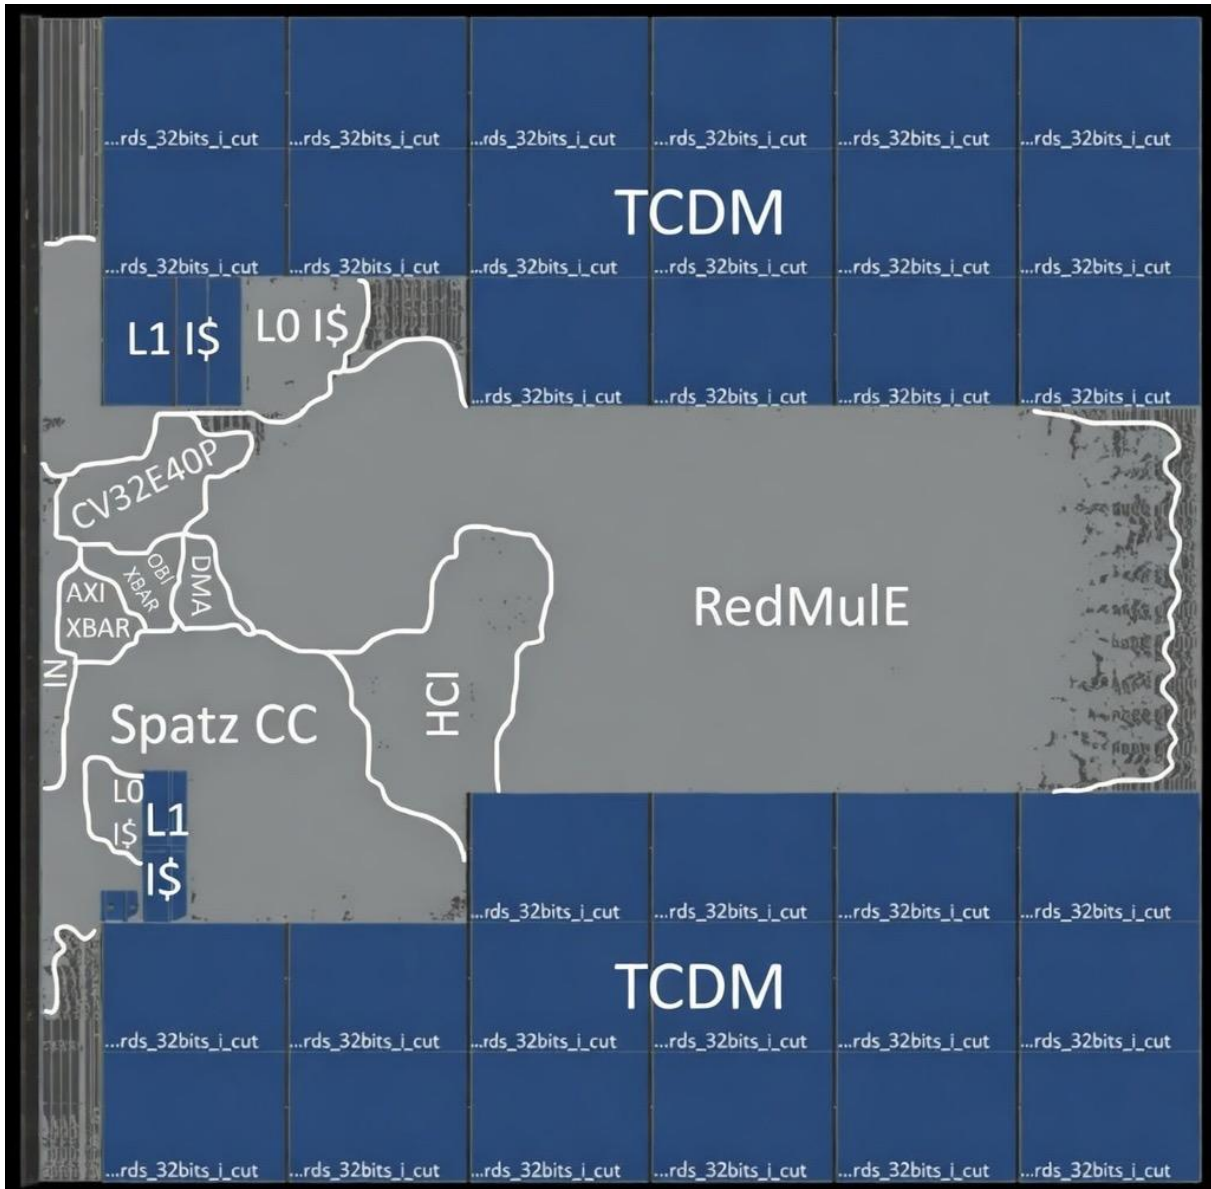 ...rds_32bits_i_cut ...rds_32bits_i_cut ...rds_32bits_i_cut ...rds_32bits_i_cut ...rds_32bits_i_cut ...rds_32bits_i_cut
TCDM
...rds_32bits_i_cut ...rds_32bits_i_cut ...rds_32bits_i_cut ...rds_32bits_i_cut ...rds_32bits_i_cut ...rds_32bits_i_cut
L1 I$
L0 I$
...rds_32bits_i_cut ...rds_32bits_i_cut ...rds_32bits_i_cut ...rds_32bits_i_cut
CV32E40P
OBI
XBAR
DMA
AXI
XBAR
RedMulE
IN
HCI
Spatz CC
L0
I$
L1
I$
...rds_32bits_i_cut ...rds_32bits_i_cut ...rds_32bits_i_cut ...rds_32bits_i_cut
TCDM
...rds_32bits_i_cut ...rds_32bits_i_cut ...rds_32bits_i_cut ...rds_32bits_i_cut ...rds_32bits_i_cut ...rds_32bits_i_cut
...rds_32bits_i_cut ...rds_32bits_i_cut ...rds_32bits_i_cut ...rds_32bits_i_cut ...rds_32bits_i_cut ...rds_32bits_i_cut